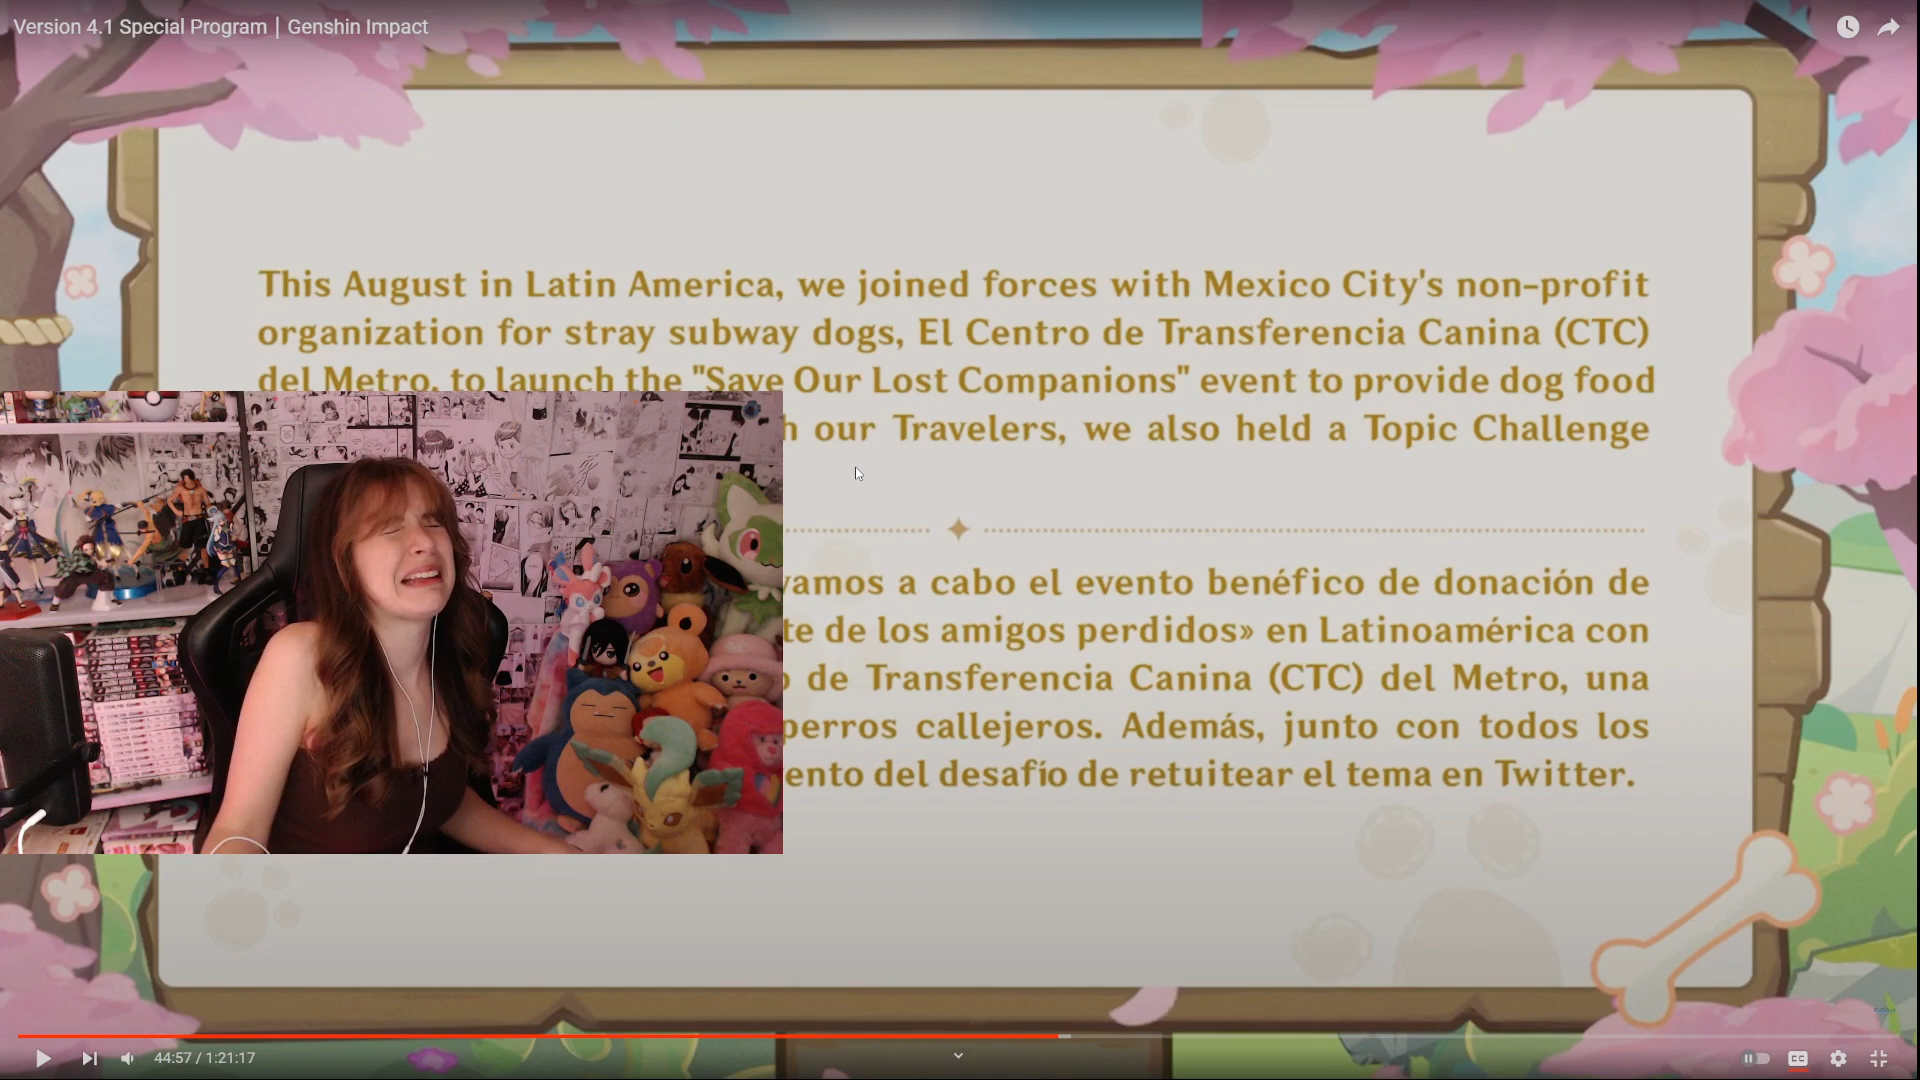 Version 4.1 Special Program | Genshin Impact
This August in Latin America, we joined forces with Mexico City's non-profit
organization for stray subway dogs, El Centro de Transferencia Canina (CTC)
del Metro, to launch the "Save Our Lost Companions" event to provide dog food
our Travelers, we also held a Topic Challenge
a cabo el evento benéfico de donación de
de los amigos perdidos» en Latinoamérica con
de Transferencia Canina (CTC) del Metro, una
perros callejeros. Además, junto con todos los
del desafío de retuitear el tema en Twitter.
44:57 / 1:21:17
CC